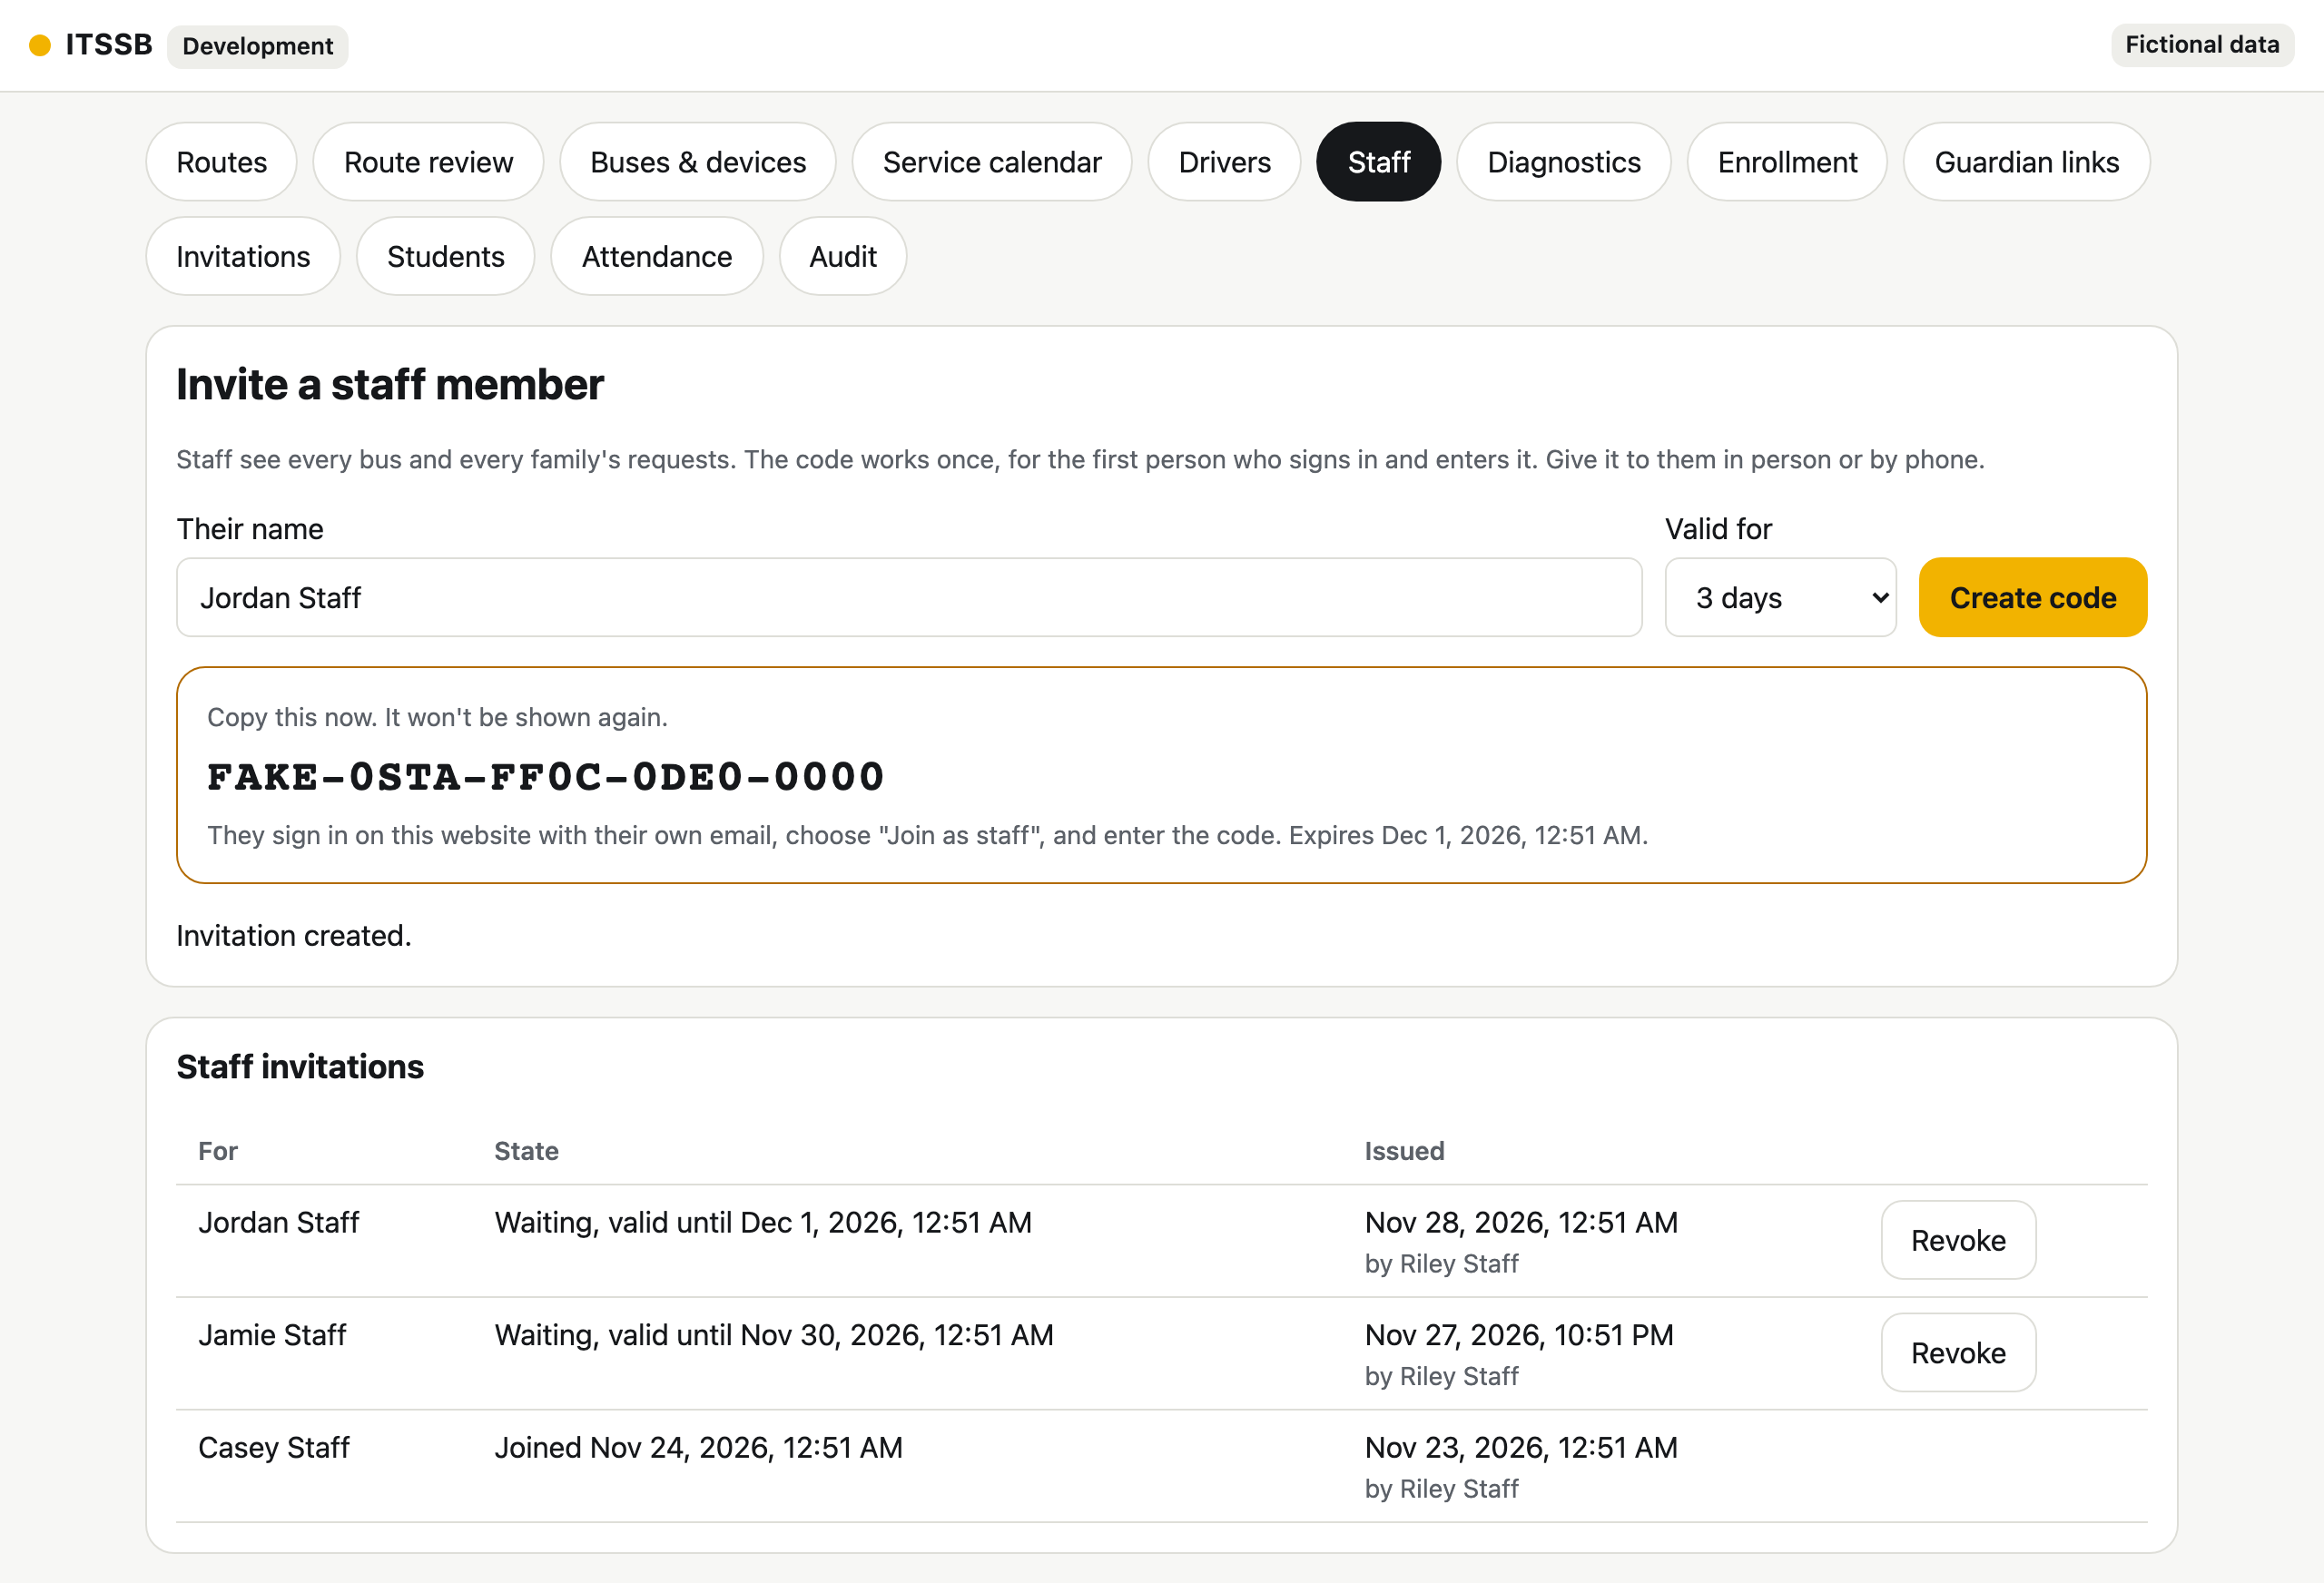 ITSSB Development Fictional data
Routes Route review Buses & devices Service calendar Drivers Staff Diagnostics Enrollment Guardian links
Invitations Students Attendance Audit
Invite a staff member
Staff see every bus and every family's requests. The code works once, for the first person who signs in and enters it. Give it to them in person or by phone.
Their name Valid for
Jordan Staff 3 days Create code
Copy this now. It won't be shown again.
FAKE-0STA-FF0C-0DE0-0000
They sign in on this website with their own email, choose "Join as staff", and enter the code. Expires Dec 1, 2026, 12:51 AM.
Invitation created.
Staff invitations
For State Issued
Jordan Staff Waiting, valid until Dec 1, 2026, 12:51 AM Nov 28, 2026, 12:51 AM Revoke
by Riley Staff
Jamie Staff Waiting, valid until Nov 30, 2026, 12:51 AM Nov 27, 2026, 10:51 PM Revoke
by Riley Staff
Casey Staff Joined Nov 24, 2026, 12:51 AM Nov 23, 2026, 12:51 AM
by Riley Staff